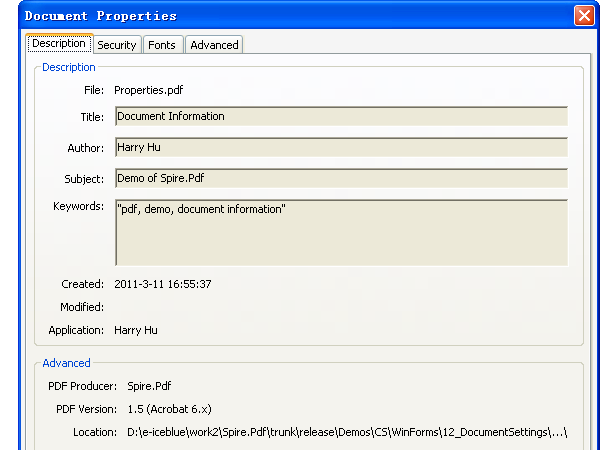 Document Properties
Description Security Fonts Advanced
Description
File: Properties.pdf
Title: Document Information
Author: Harry Hu
Subject: Demo of Spire.Pdf
Keywords: "pdf, demo, document information"
Created: 2011-3-11 16:55:37
Modified:
Application: Harry Hu
Advanced
PDF Producer: Spire.Pdf
PDF Version: 1.5 (Acrobat 6.x)
Location: D:\e-iceblue\work2\Spire.Pdf\trunk\release\Demos\CS\WinForms\12_DocumentSettings\...\